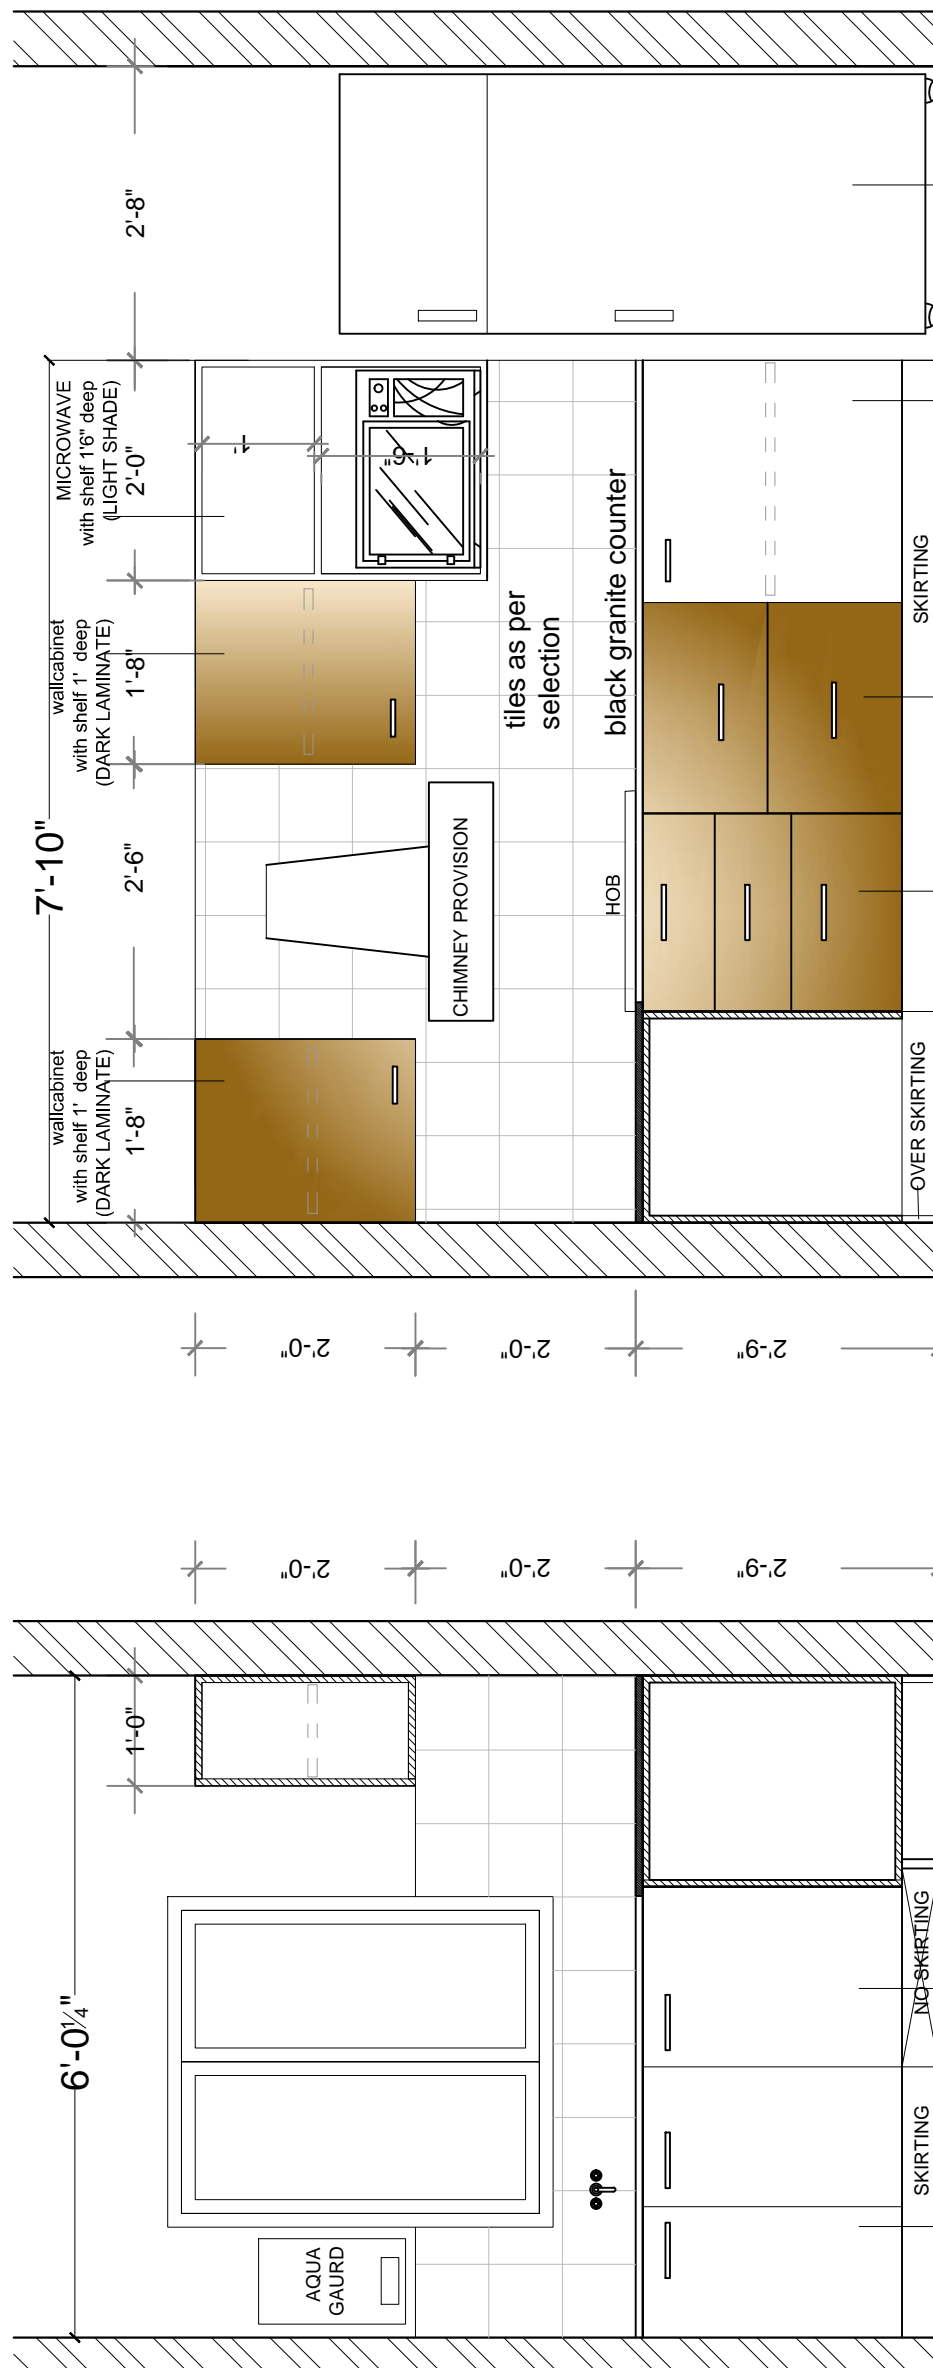 2'-8"
7'-10"
MICROWAVE
with shelf 1'6" deep
(LIGHT SHADE)
2'-0"
1'
1'-6"
wallcabinet
with shelf 1' deep
(DARK LAMINATE)
1'-8"
2'-6"
wallcabinet
with shelf 1' deep
(DARK LAMINATE)
1'-8"
CHIMNEY PROVISION
tiles as per
selection
black granite counter
HOB
SKIRTING
OVER SKIRTING
2'-0"
2'-0"
2'-9"
2'-0"
2'-0"
2'-9"
6'-0¼"
1'-0"
AQUA
GAURD
NO SKIRTING
SKIRTING